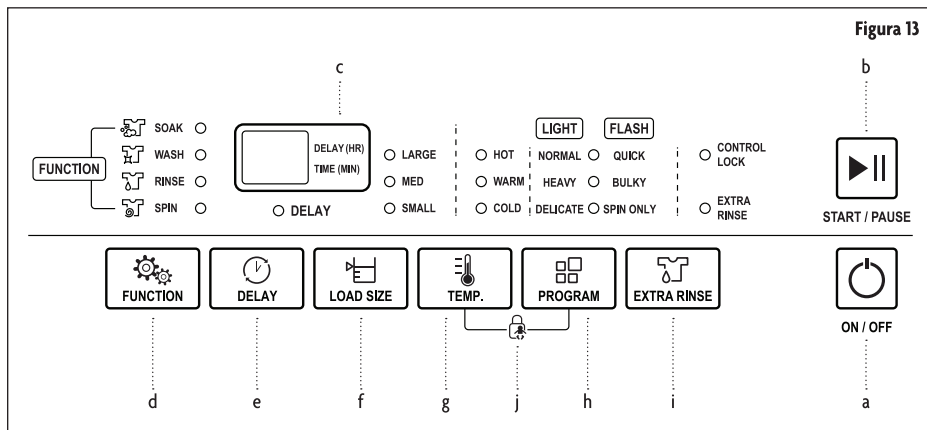 Figura 13
c
b
FUNCTION
SOAK
WASH
RINSE
SPIN
DELAY (HR)
TIME (MIN)
DELAY
LARGE
MED
SMALL
HOT
WARM
COLD
LIGHT FLASH
NORMAL QUICK
HEAVY BULKY
DELICATE SPIN ONLY
CONTROL
LOCK
EXTRA
RINSE
START / PAUSE
FUNCTION
DELAY
LOAD SIZE
TEMP.
PROGRAM
EXTRA RINSE
ON / OFF
d e f g j h i a